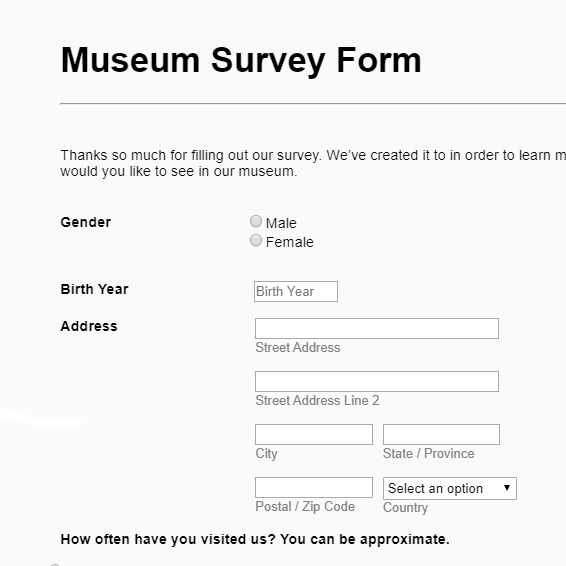 Museum Survey Form
Thanks so much for filling out our survey. We've created it to in order to learn m
would you like to see in our museum.
Gender
Male
Female
Birth Year
Birth Year
Address
Street Address
Street Address Line 2
City State / Province
Select an option
Postal / Zip Code Country
How often have you visited us? You can be approximate.